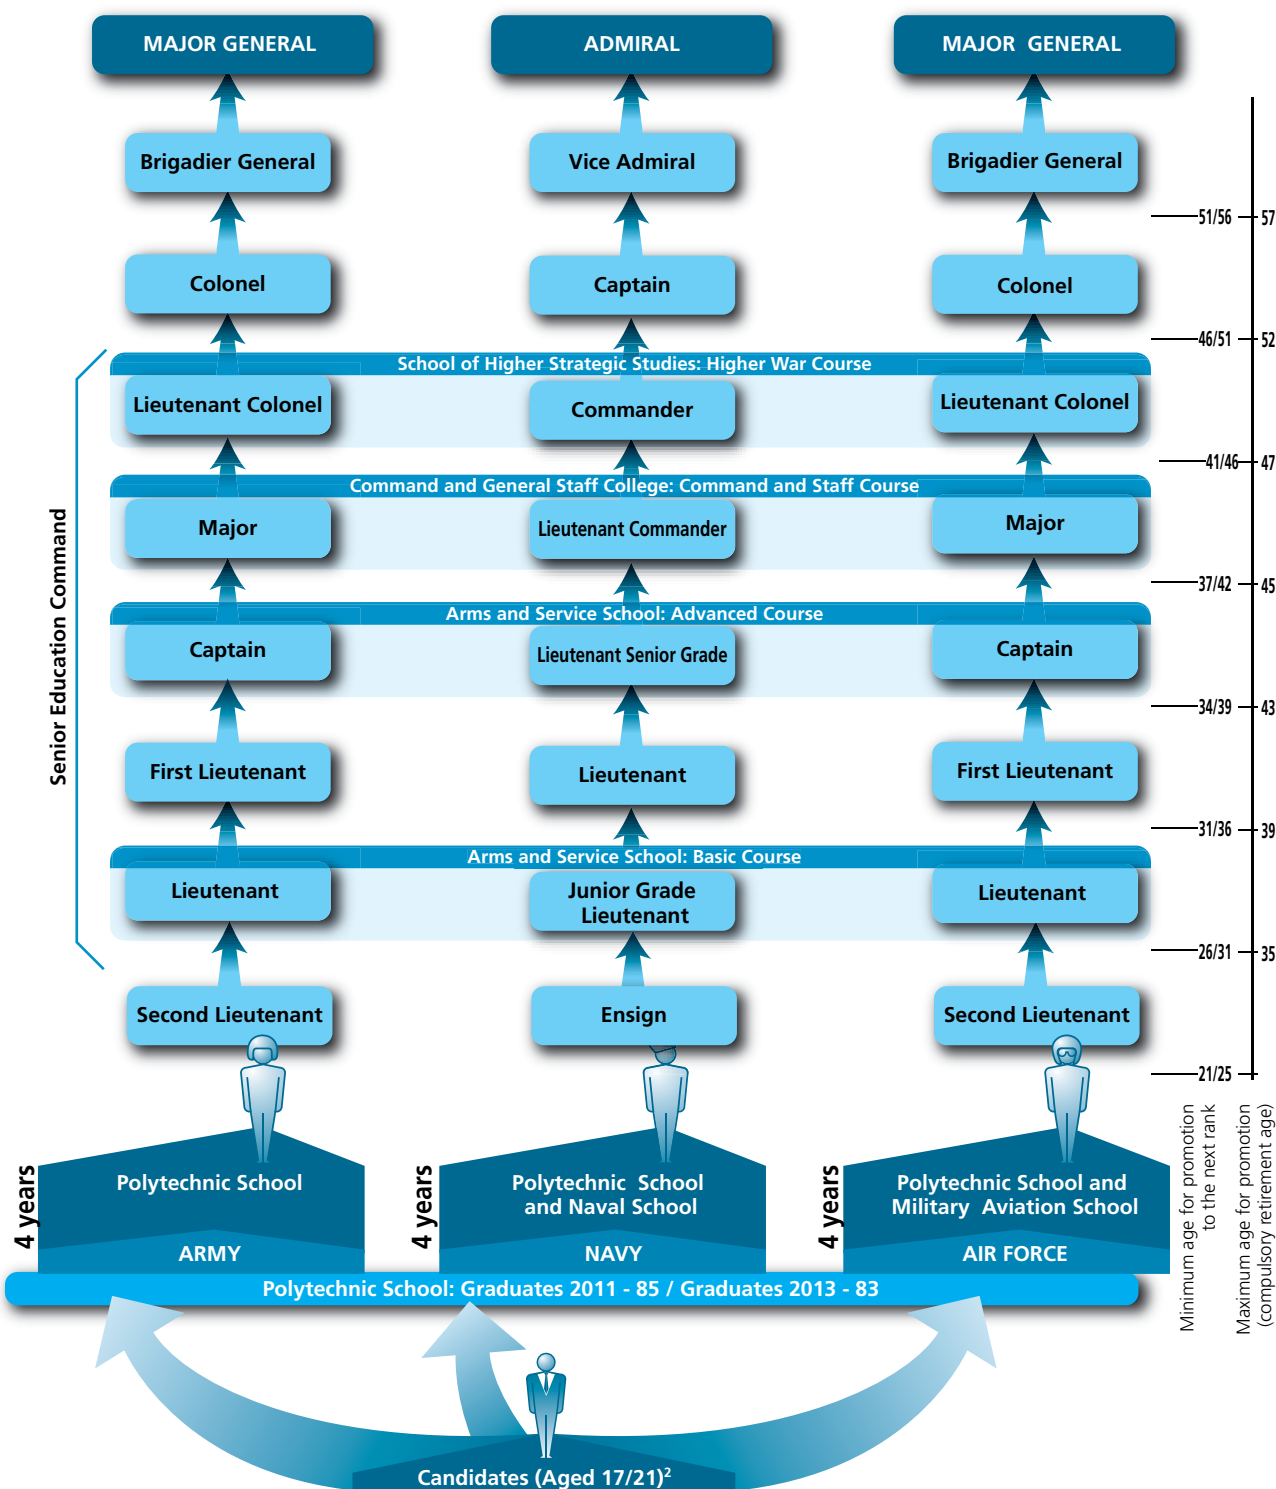 MAJOR GENERAL
ADMIRAL
MAJOR GENERAL
Brigadier General
Vice Admiral
Brigadier General
51/56
57
Colonel
Captain
Colonel
46/51
52
School of Higher Strategic Studies: Higher War Course
Lieutenant Colonel
Commander
Lieutenant Colonel
41/46
47
Command and General Staff College: Command and Staff Course
Major
Lieutenant Commander
Major
37/42
45
Arms and Service School: Advanced Course
Captain
Lieutenant Senior Grade
Captain
34/39
43
Senior Education Command
First Lieutenant
Lieutenant
First Lieutenant
31/36
39
Arms and Service School: Basic Course
Lieutenant
Junior Grade
Lieutenant
Lieutenant
26/31
35
Second Lieutenant
Ensign
Second Lieutenant
21/25
Minimum age for promotion
to the next rank
Maximum age for promotion
(compulsory retirement age)
4 years
Polytechnic School
ARMY
4 years
Polytechnic School
and Naval School
NAVY
4 years
Polytechnic School and
Military Aviation School
AIR FORCE
Polytechnic School: Graduates 2011 - 85 / Graduates 2013 - 83
Candidates (Aged 17/21)²